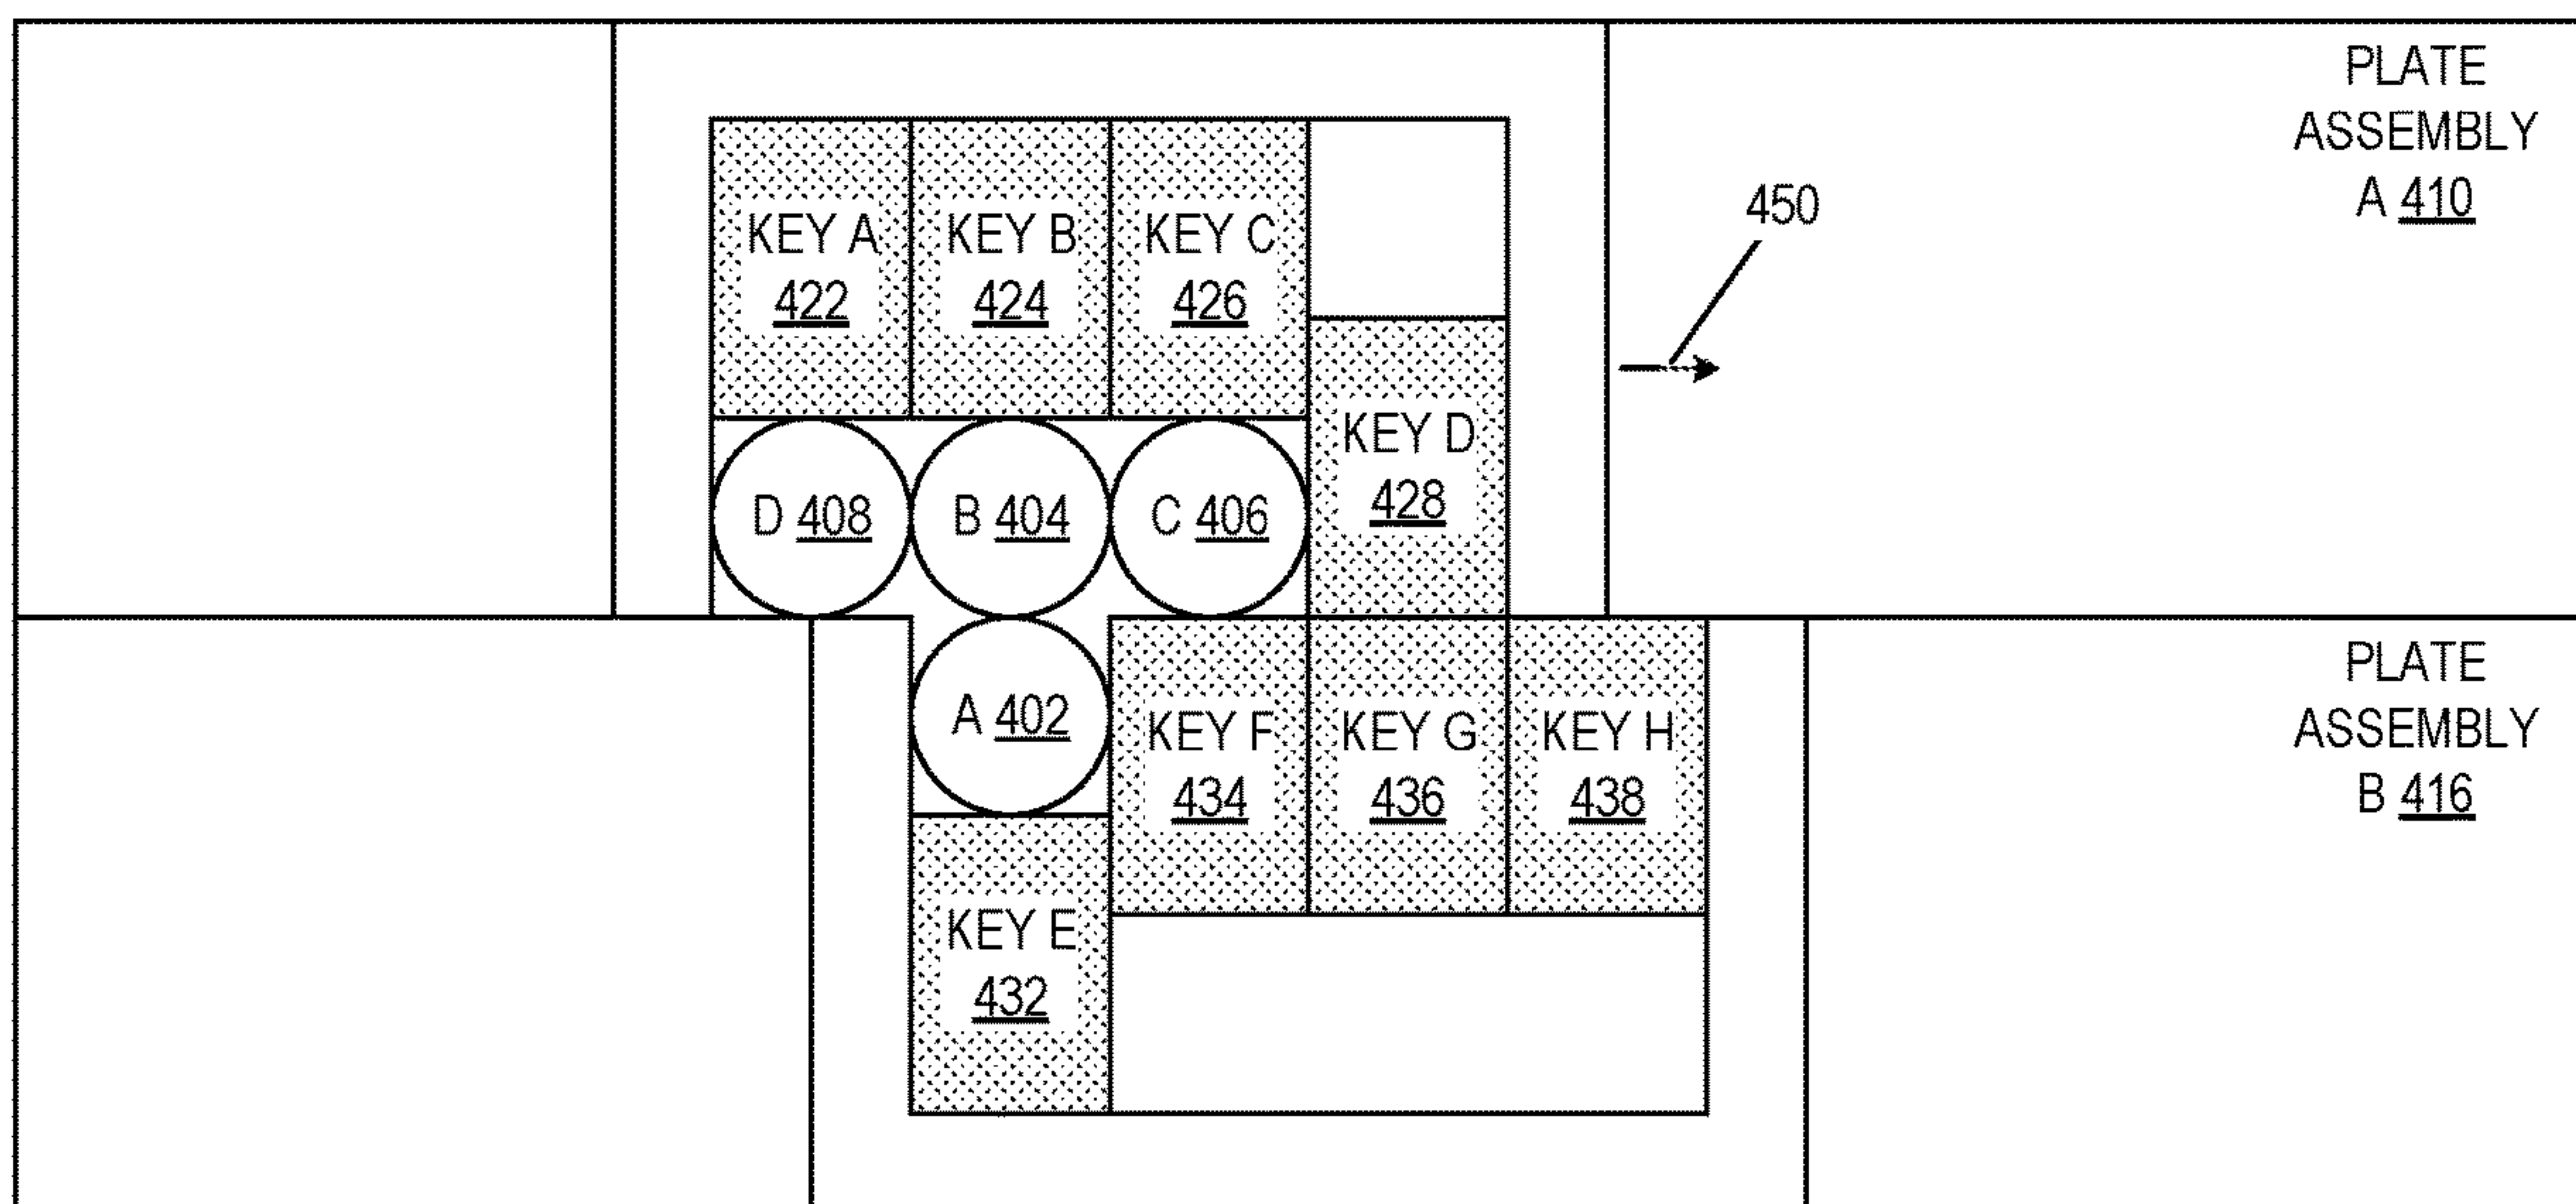 PLATE
ASSEMBLY
A 410
450
KEY A
422
KEY B
424
KEY C
426
KEY D
428
D 408
B 404
C 406
A 402
KEY F
434
KEY G
436
KEY H
438
PLATE
ASSEMBLY
B 416
KEY E
432